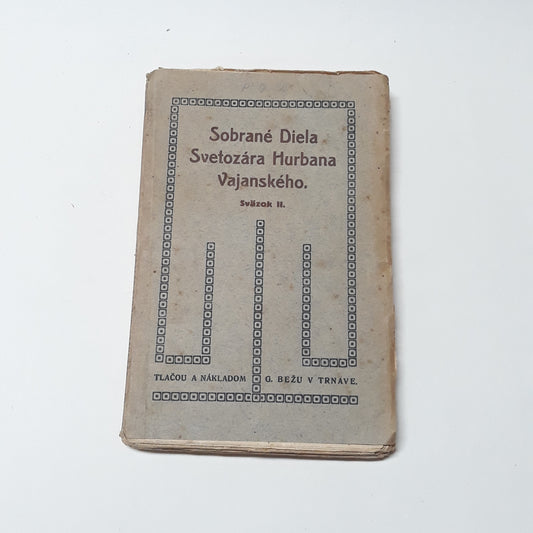 Sobrané Diela
Svetozára Hurbana
Vajanského.
Sväzok II.
TLAČOU A NÁKLADOM G. BEŽU V TRNAVE.